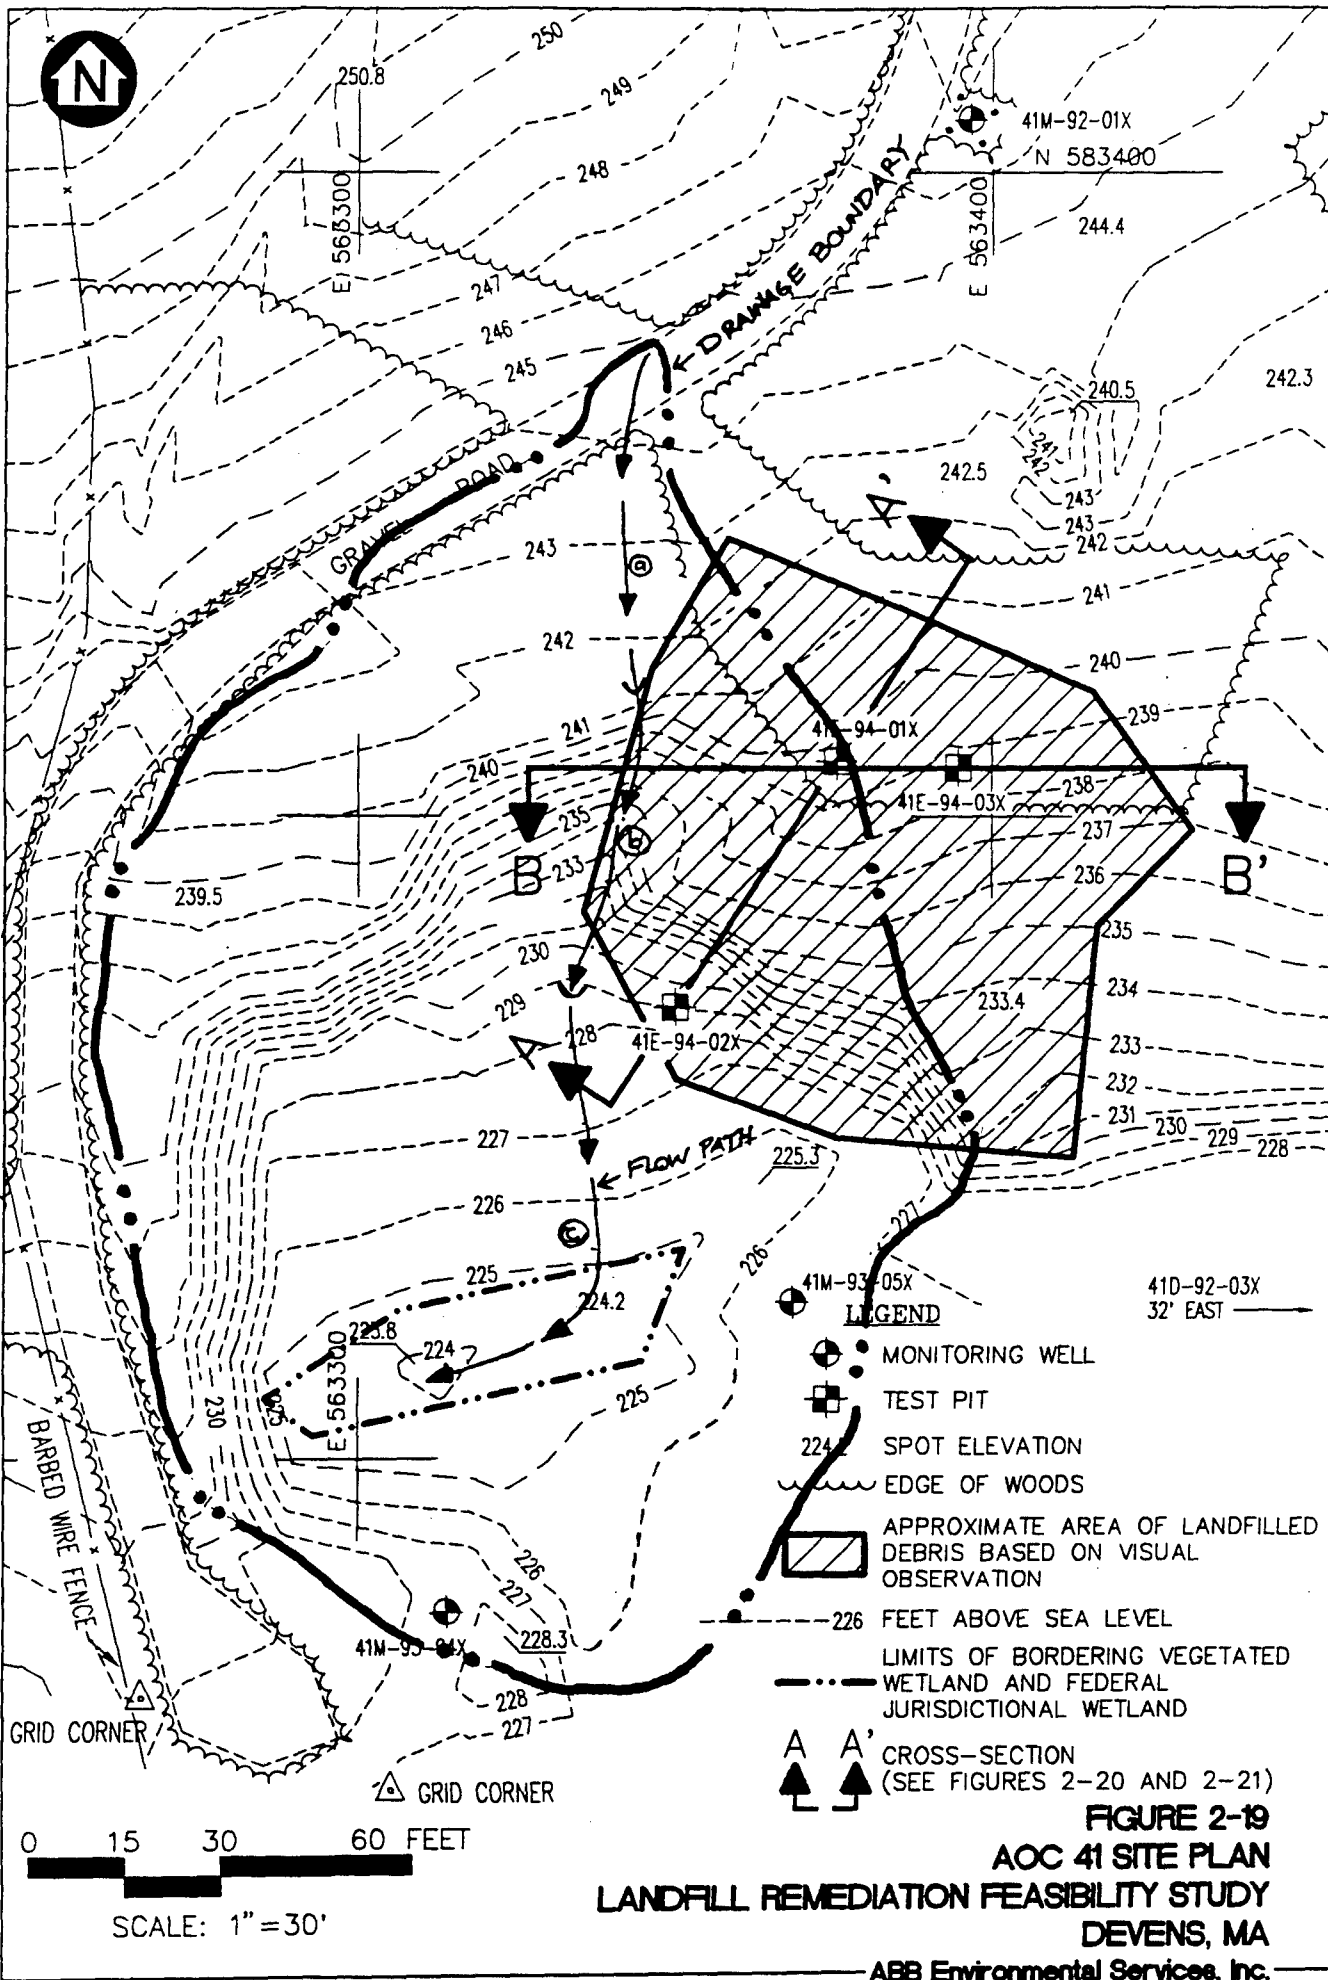 N
250
250.8
249
41M-92-01X
N 583400
248
E 563300
E 563400
244.4
DRAINAGE BOUNDARY
247
246
245
240.5
242.3
241
242
242.5
243
243
242
A'
ROAD
GRAVEL
243
a
241
242
240
239
241
41E-94-01X
240
238
41E-94-03X
235
b
237
B
B'
233
236
239.5
235
230
234
229
233.4
228
41E-94-02X
233
A
232
231
230
229
228
227
FLOW PATH
225.3
226
227
c
226
225
41M-93-05X
41D-92-03X
32' EAST
224.2
LEGEND
223.8
224
MONITORING WELL
E 563300
225
225
230
TEST PIT
224.2 SPOT ELEVATION
EDGE OF WOODS
BARBED WIRE FENCE
APPROXIMATE AREA OF LANDFILLED
DEBRIS BASED ON VISUAL
OBSERVATION
226
227
226 FEET ABOVE SEA LEVEL
41M-93-04X
228.3
LIMITS OF BORDERING VEGETATED
WETLAND AND FEDERAL
JURISDICTIONAL WETLAND
228
227
GRID CORNER
A A' CROSS-SECTION
(SEE FIGURES 2-20 AND 2-21)
GRID CORNER
FIGURE 2-19
0 15 30 60 FEET
AOC 41 SITE PLAN
LANDFILL REMEDIATION FEASIBILITY STUDY
SCALE: 1"=30'
DEVENS, MA
ABB Environmental Services, Inc.